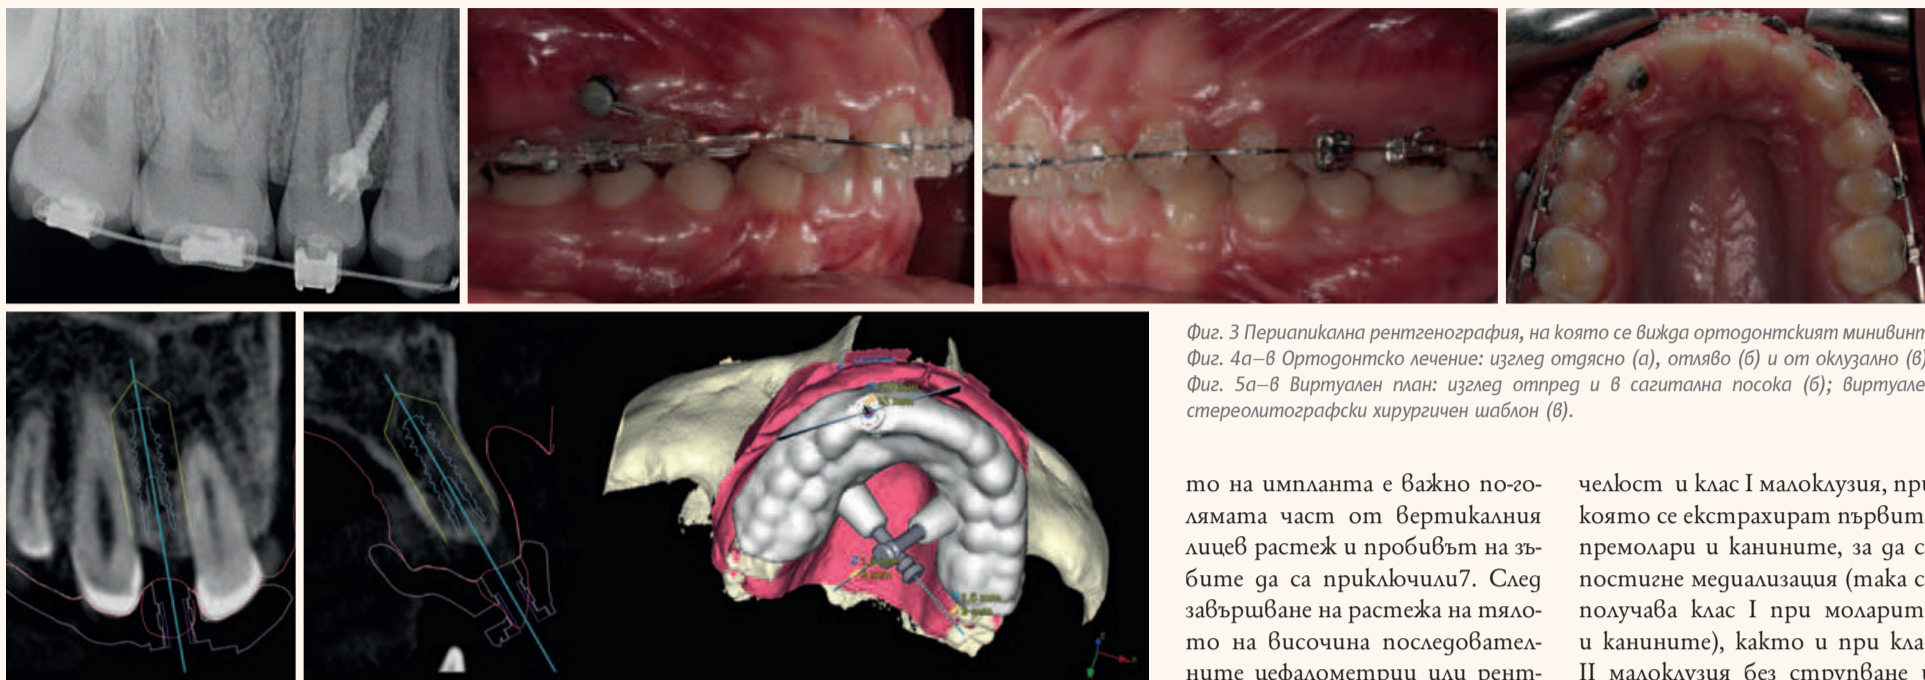 Фиг. 3 Периапикална рентгенография, на която се вижда ортодонтският минивинт
Фиг. 4а–в Ортодонтско лечение: изглед отдясно (а), отляво (б) и от оклузално (в)
Фиг. 5а–в Виртуален план: изглед отпред и в сагитална посока (б); виртуале
стереолитографски хирургичен шаблон (в).
то на импланта е важно по-го-
лямата част от вертикалния
лицев растеж и пробивът на зъ-
бите да са приключили7. След
завършване на растежа на тяло-
то на височина последовател-
ните цефалометрии или рент-
челюст и клас I малоклузия, при
която се екстрахират първит
премолари и канините, за да с
постигне медиализация (така с
получава клас I при моларит
и канините), както и при кла
II малоклузия без струпване